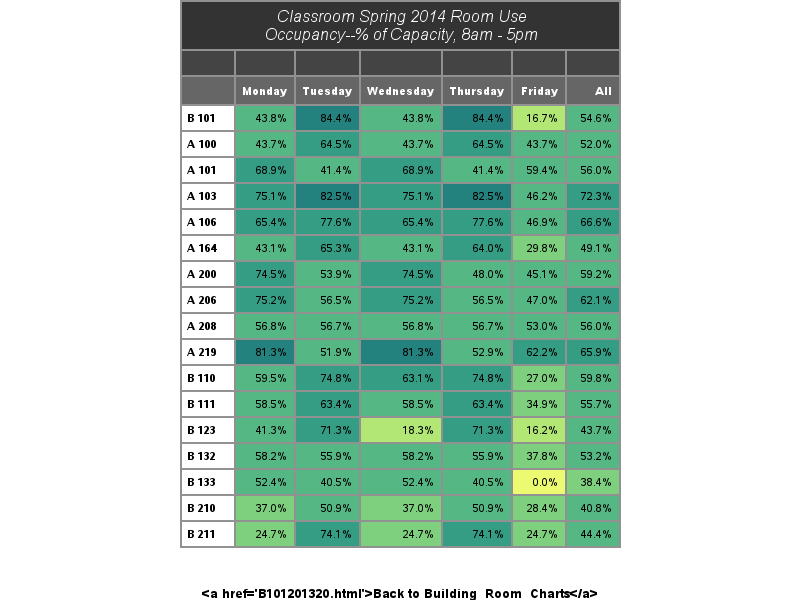 Classroom Spring 2014 Room Use
Occupancy--% of Capacity, 8am - 5pm
Monday Tuesday Wednesday Thursday Friday All
B 101 43.8% 84.4% 43.8% 84.4% 16.7% 54.6%
A 100 43.7% 64.5% 43.7% 64.5% 43.7% 52.0%
A 101 68.9% 41.4% 68.9% 41.4% 59.4% 56.0%
A 103 75.1% 82.5% 75.1% 82.5% 46.2% 72.3%
A 106 65.4% 77.6% 65.4% 77.6% 46.9% 66.6%
A 164 43.1% 65.3% 43.1% 64.0% 29.8% 49.1%
A 200 74.5% 53.9% 74.5% 48.0% 45.1% 59.2%
A 206 75.2% 56.5% 75.2% 56.5% 47.0% 62.1%
A 208 56.8% 56.7% 56.8% 56.7% 53.0% 56.0%
A 219 81.3% 51.9% 81.3% 52.9% 62.2% 65.9%
B 110 59.5% 74.8% 63.1% 74.8% 27.0% 59.8%
B 111 58.5% 63.4% 58.5% 63.4% 34.9% 55.7%
B 123 41.3% 71.3% 18.3% 71.3% 16.2% 43.7%
B 132 58.2% 55.9% 58.2% 55.9% 37.8% 53.2%
B 133 52.4% 40.5% 52.4% 40.5% 0.0% 38.4%
B 210 37.0% 50.9% 37.0% 50.9% 28.4% 40.8%
B 211 24.7% 74.1% 24.7% 74.1% 24.7% 44.4%
<a href='B101201320.html'>Back to Building_Room_Charts</a>